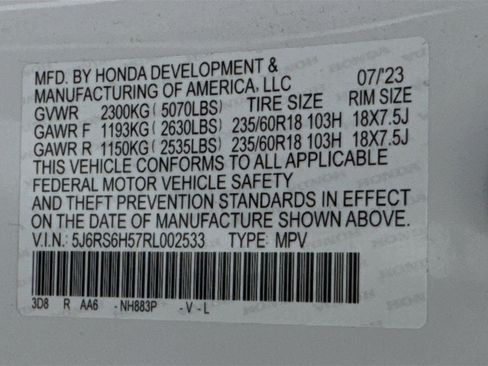 MFD. BY HONDA DEVELOPMENT &
MANUFACTURING OF AMERICA, LLC 07/'23
GVWR 2300KG(5070LBS) TIRE SIZE RIM SIZE
GAWR F 1193KG(2630LBS) 235/60R18 103H 18X7.5J
GAWR R 1150KG(2535LBS) 235/60R18 103H 18X7.5J
THIS VEHICLE CONFORMS TO ALL APPLICABLE
FEDERAL MOTOR VEHICLE SAFETY
AND THEFT PREVENTION STANDARDS IN EFFECT
ON THE DATE OF MANUFACTURE SHOWN ABOVE.
V.I.N.: 5J6RS6H57RL002533 TYPE: MPV
3D8 R AA6 -NH883P -V-L